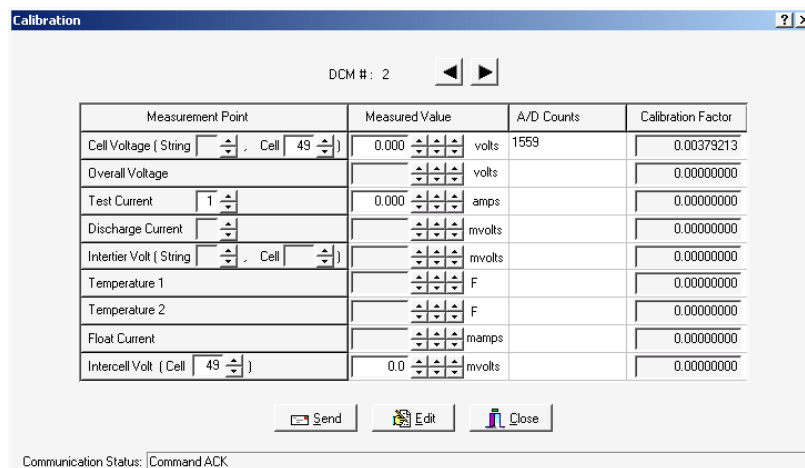 Calibration
DCM # : 2
Measurement Point Measured Value A/D Counts Calibration Factor
Cell Voltage ( String , Cell 49 ) 0.000 volts 1559 0.00379213
Overall Voltage volts 0.00000000
Test Current 1 0.000 amps 0.00000000
Discharge Current mvolts 0.00000000
Intertier Volt ( String , Cell ) mvolts 0.00000000
Temperature 1 F 0.00000000
Temperature 2 F 0.00000000
Float Current mamps 0.00000000
Intercell Volt ( Cell 49 ) 0.0 mvolts 0.00000000
Send Edit Close
Communication Status: Command ACK